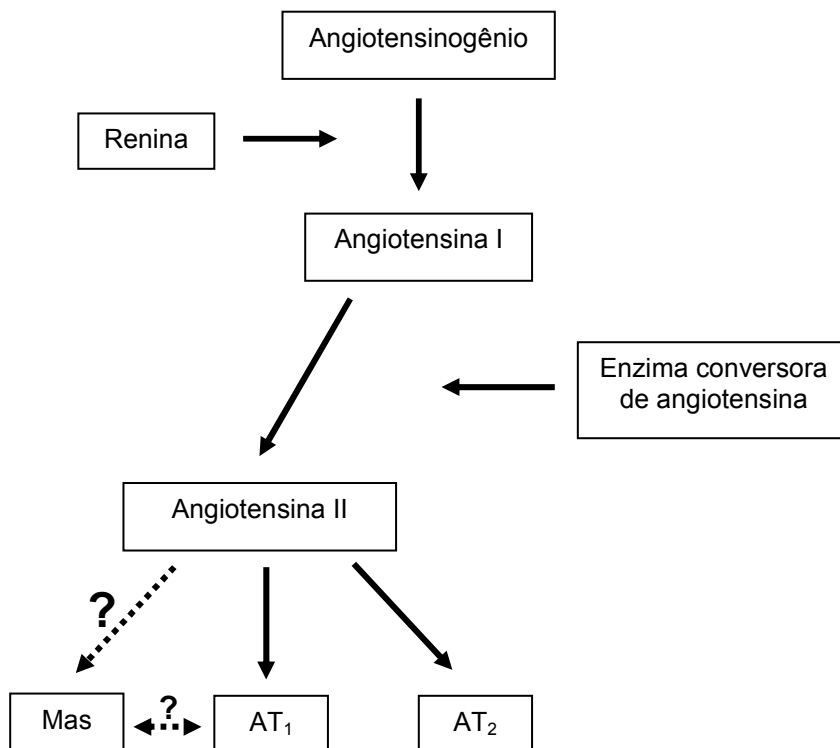 Angiotensinogênio
Renina
Angiotensina I
Enzima conversora
de angiotensina
Angiotensina II
?
?
Mas
AT₁
AT₂